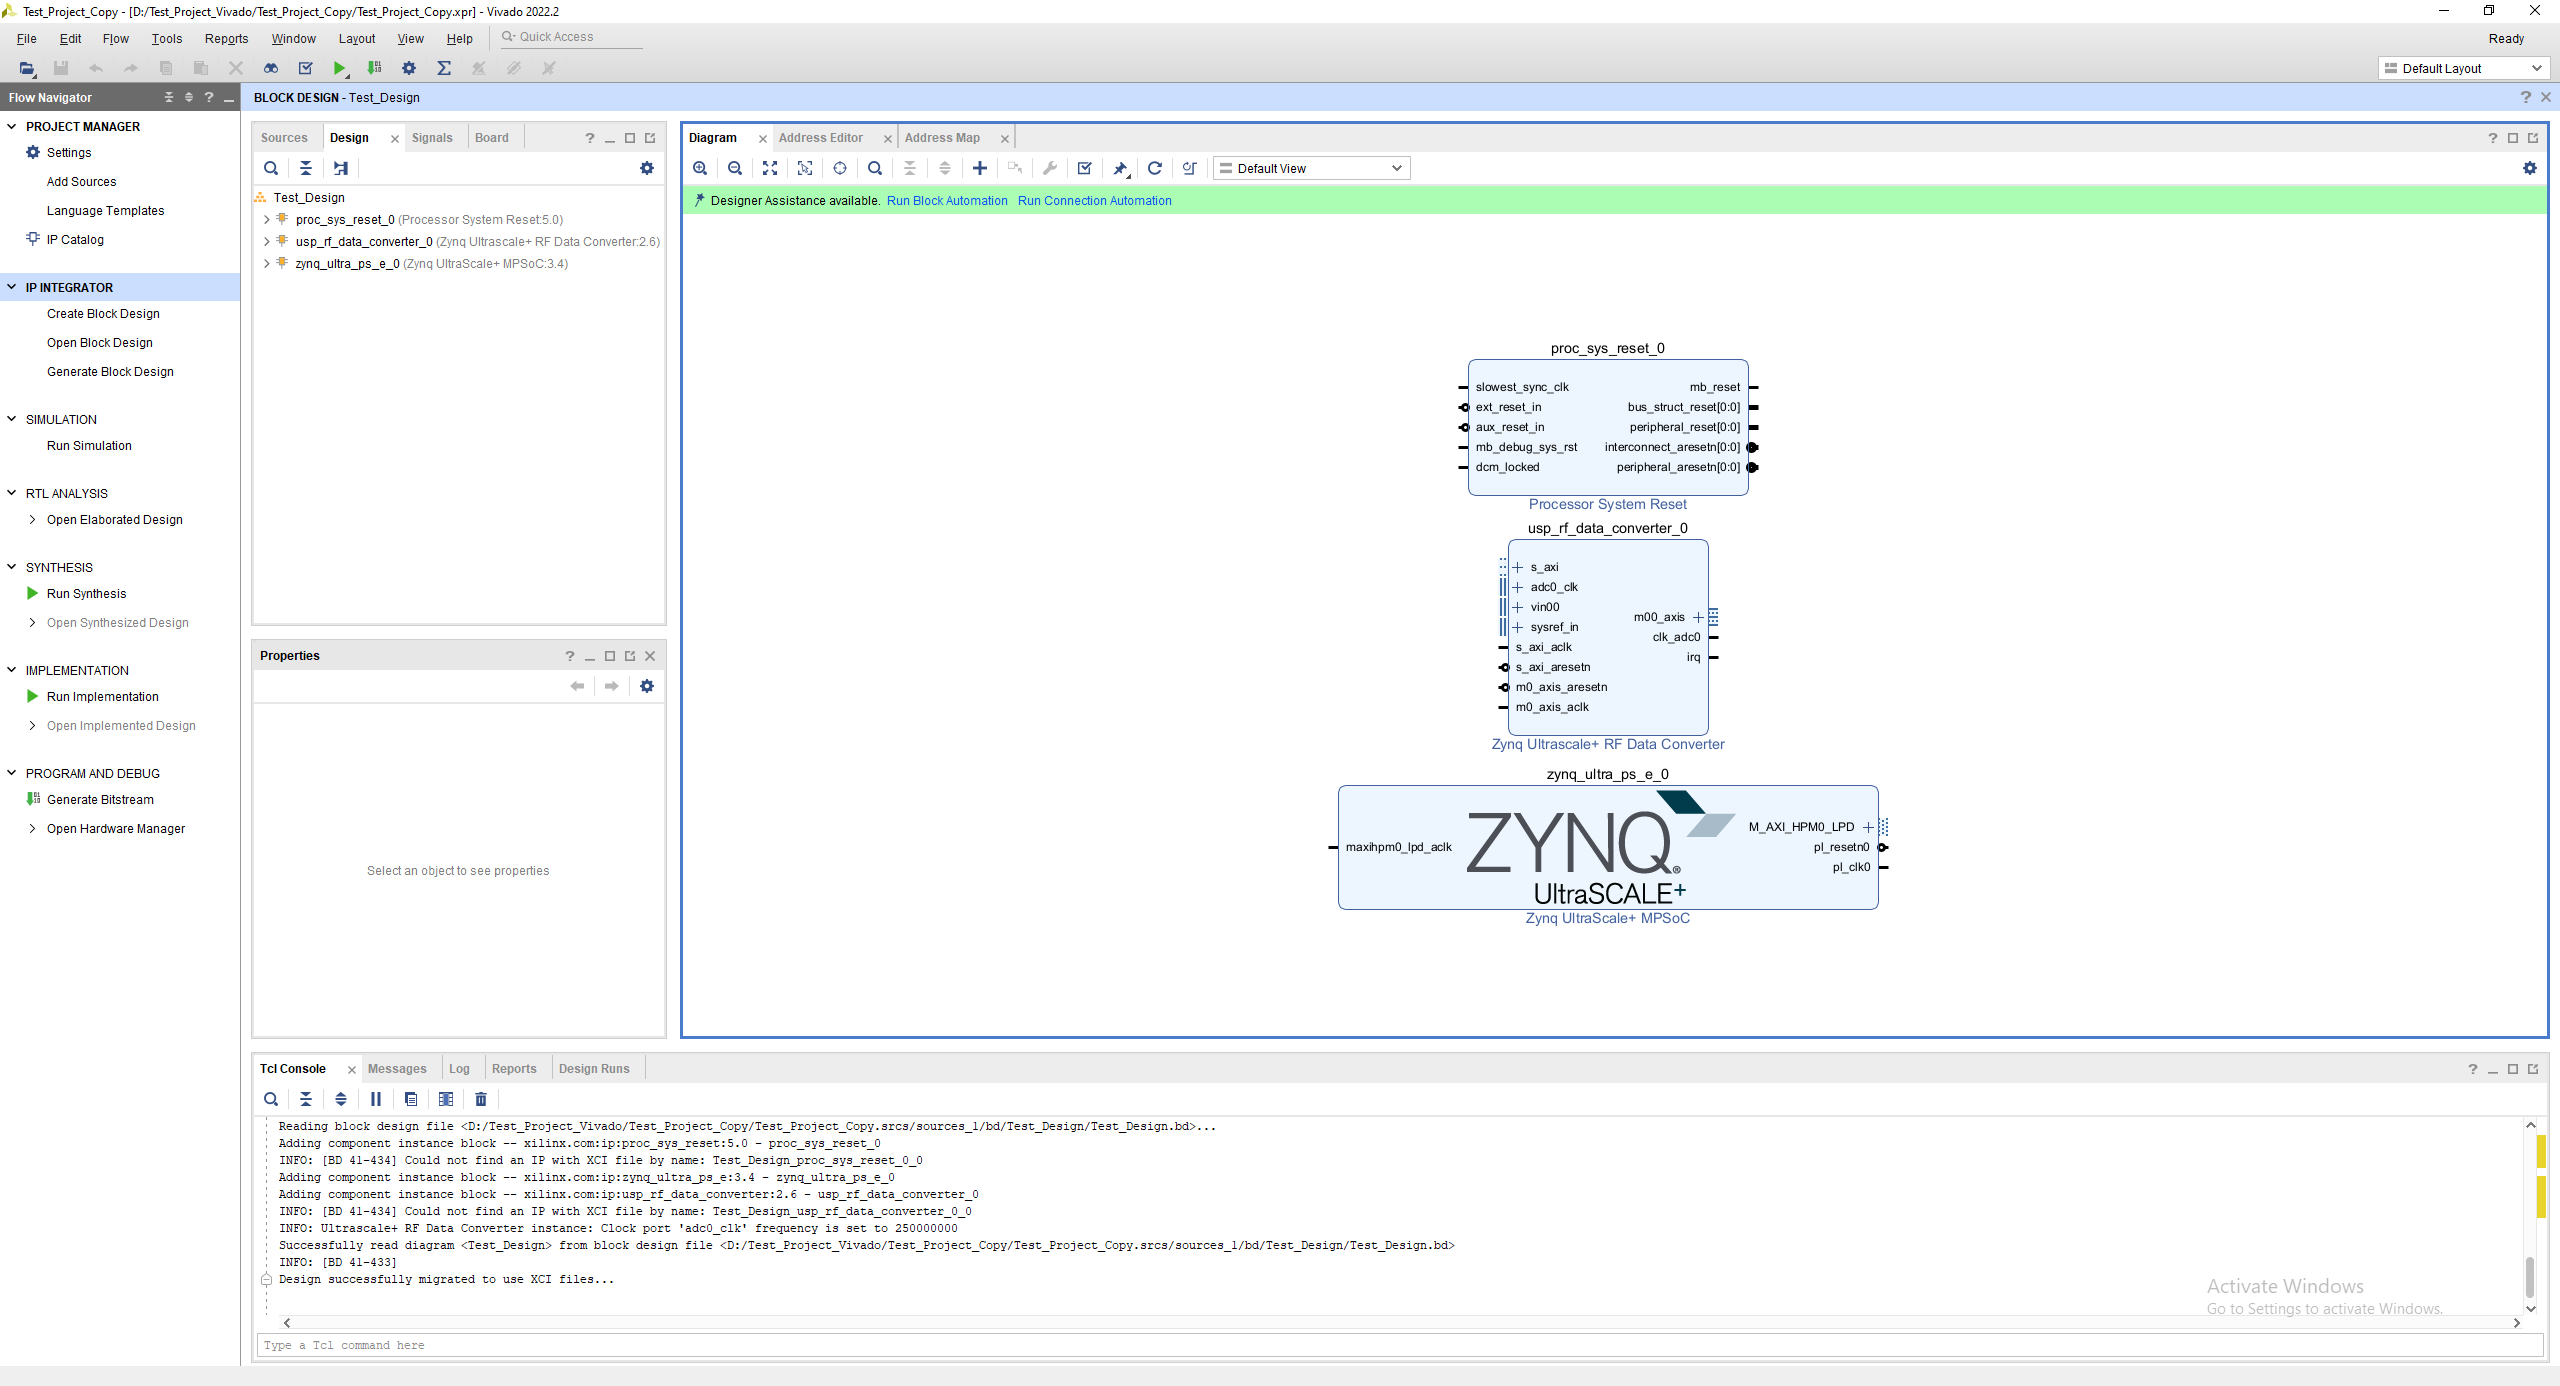 Test_Project_Copy - [D:/Test_Project_Vivado/Test_Project_Copy/Test_Project_Copy.xpr] - Vivado 2022.2
File Edit Flow Tools Reports Window Layout View Help Quick Access Ready
Default Layout
Flow Navigator
PROJECT MANAGER
Settings
Add Sources
Language Templates
IP Catalog
IP INTEGRATOR
Create Block Design
Open Block Design
Generate Block Design
SIMULATION
Run Simulation
RTL ANALYSIS
Open Elaborated Design
SYNTHESIS
Run Synthesis
Open Synthesized Design
IMPLEMENTATION
Run Implementation
Open Implemented Design
PROGRAM AND DEBUG
Generate Bitstream
Open Hardware Manager
BLOCK DESIGN - Test_Design
Sources Design Signals Board
Test_Design
proc_sys_reset_0 (Processor System Reset:5.0)
usp_rf_data_converter_0 (Zynq Ultrascale+ RF Data Converter:2.6)
zynq_ultra_ps_e_0 (Zynq UltraScale+ MPSoC:3.4)
Properties
Select an object to see properties
Diagram Address Editor Address Map
Default View
Designer Assistance available. Run Block Automation Run Connection Automation
proc_sys_reset_0
slowest_sync_clk mb_reset
ext_reset_in bus_struct_reset[0:0]
aux_reset_in peripheral_reset[0:0]
mb_debug_sys_rst interconnect_aresetn[0:0]
dcm_locked peripheral_aresetn[0:0]
Processor System Reset
usp_rf_data_converter_0
s_axi
adc0_clk
vin00
m00_axis
sysref_in
clk_adc0
s_axi_aclk
irq
s_axi_aresetn
m0_axis_aresetn
m0_axis_aclk
Zynq Ultrascale+ RF Data Converter
zynq_ultra_ps_e_0
M_AXI_HPM0_LPD
maxihpm0_lpd_aclk ZYNQ® pl_resetn0
pl_clk0
UltraSCALE+
Zynq UltraScale+ MPSoC
Tcl Console Messages Log Reports Design Runs
Reading block design file <D:/Test_Project_Vivado/Test_Project_Copy/Test_Project_Copy.srcs/sources_1/bd/Test_Design/Test_Design.bd>...
Adding component instance block -- xilinx.com:ip:proc_sys_reset:5.0 - proc_sys_reset_0
INFO: [BD 41-434] Could not find an IP with XCI file by name: Test_Design_proc_sys_reset_0_0
Adding component instance block -- xilinx.com:ip:zynq_ultra_ps_e:3.4 - zynq_ultra_ps_e_0
Adding component instance block -- xilinx.com:ip:usp_rf_data_converter:2.6 - usp_rf_data_converter_0
INFO: [BD 41-434] Could not find an IP with XCI file by name: Test_Design_usp_rf_data_converter_0_0
INFO: Ultrascale+ RF Data Converter instance: Clock port 'adc0_clk' frequency is set to 250000000
Successfully read diagram <Test_Design> from block design file <D:/Test_Project_Vivado/Test_Project_Copy/Test_Project_Copy.srcs/sources_1/bd/Test_Design/Test_Design.bd>
INFO: [BD 41-433]
Design successfully migrated to use XCI files...
Type a Tcl command here
Activate Windows
Go to Settings to activate Windows.